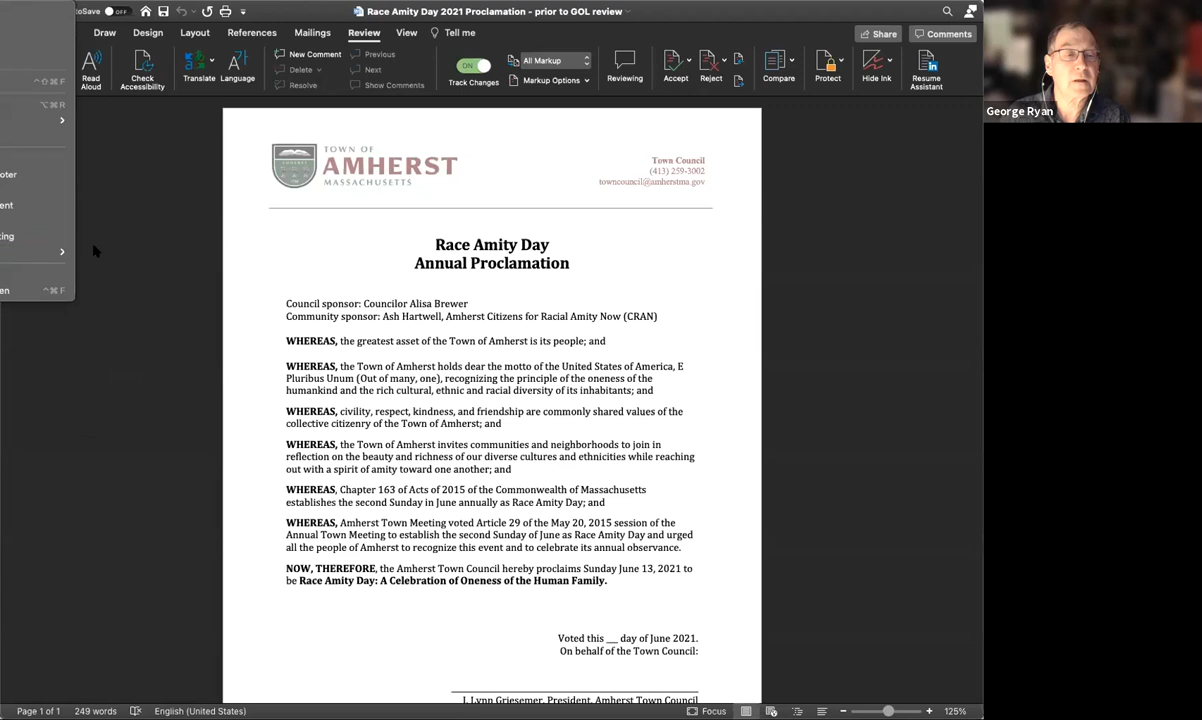 oSave OFF
Race Amity Day 2021 Proclamation - prior to GOL review
Draw Design Layout References Mailings Review View Tell me
Share Comments
Read Aloud
Check Accessibility
Translate
Language
New Comment
Delete
Resolve
Previous
Next
Show Comments
ON
Track Changes
All Markup
Markup Options
Reviewing
Accept
Reject
Compare
Protect
Hide Ink
Resume Assistant
^⇧⌘F
⌥⌘R
oter
ent
ting
en ^⌘F
George Ryan
TOWN OF
AMHERST
MASSACHUSETTS
Town Council
(413) 259-3002
towncouncil@amherstma.gov
Race Amity Day
Annual Proclamation
Council sponsor: Councilor Alisa Brewer
Community sponsor: Ash Hartwell, Amherst Citizens for Racial Amity Now (CRAN)
WHEREAS, the greatest asset of the Town of Amherst is its people; and
WHEREAS, the Town of Amherst holds dear the motto of the United States of America, E
Pluribus Unum (Out of many, one), recognizing the principle of the oneness of the
humankind and the rich cultural, ethnic and racial diversity of its inhabitants; and
WHEREAS, civility, respect, kindness, and friendship are commonly shared values of the
collective citizenry of the Town of Amherst; and
WHEREAS, the Town of Amherst invites communities and neighborhoods to join in
reflection on the beauty and richness of our diverse cultures and ethnicities while reaching
out with a spirit of amity toward one another; and
WHEREAS, Chapter 163 of Acts of 2015 of the Commonwealth of Massachusetts
establishes the second Sunday in June annually as Race Amity Day; and
WHEREAS, Amherst Town Meeting voted Article 29 of the May 20, 2015 session of the
Annual Town Meeting to establish the second Sunday of June as Race Amity Day and urged
all the people of Amherst to recognize this event and to celebrate its annual observance.
NOW, THEREFORE, the Amherst Town Council hereby proclaims Sunday June 13, 2021 to
be Race Amity Day: A Celebration of Oneness of the Human Family.
Voted this __ day of June 2021.
On behalf of the Town Council:
J. Lynn Griesemer, President, Amherst Town Council
Page 1 of 1 249 words English (United States) Focus 125%